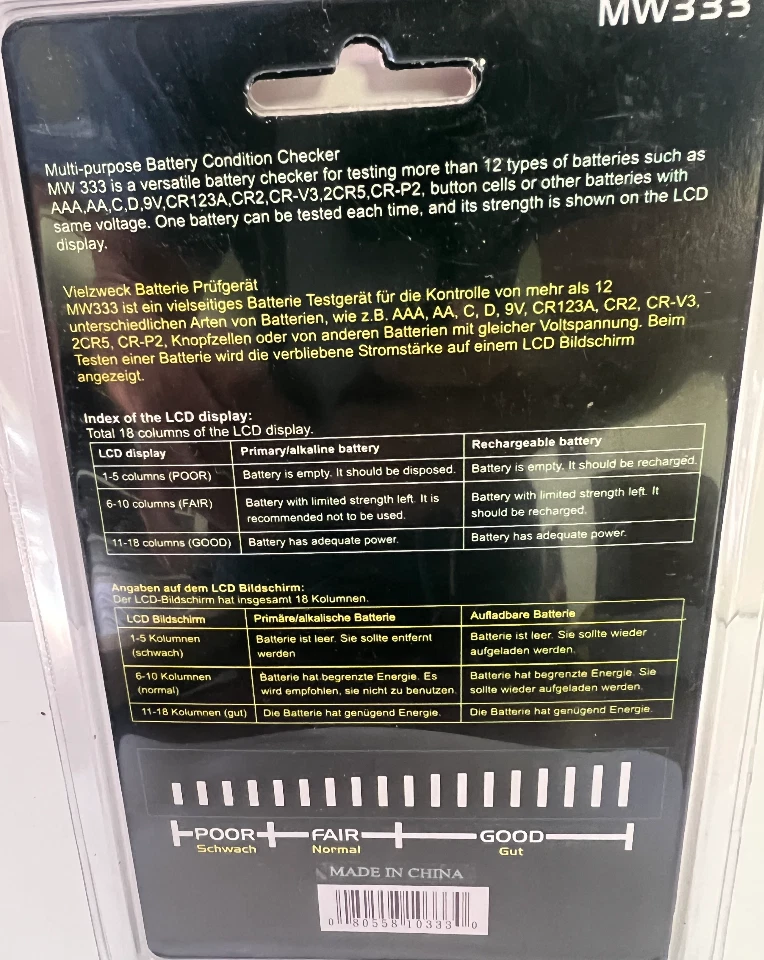 MW333
Multi-purpose Battery Condition Checker
MW 333 is a versatile battery checker for testing more than 12 types of batteries such as
AAA,AA,C,D,9V,CR123A,CR2,CR-V3,2CR5,CR-P2, button cells or other batteries with
same voltage. One battery can be tested each time, and its strength is shown on the LCD
display.
Vielzweck Batterie Prüfgerät
MW333 ist ein vielseitiges Batterie Testgerät für die Kontrolle von mehr als 12
unterschiedlichen Arten von Batterien, wie z.B. AAA, AA, C, D, 9V, CR123A, CR2, CR-V3,
2CR5, CR-P2, Knopfzellen oder von anderen Batterien mit gleicher Voltspannung. Beim
Testen einer Batterie wird die verbliebene Stromstärke auf einem LCD Bildschirm
angezeigt.
Index of the LCD display:
Total 18 columns of the LCD display.
LCD display Primary/alkaline battery Rechargeable battery
1-5 columns (POOR) Battery is empty. It should be disposed. Battery is empty. It should be recharged.
6-10 columns (FAIR) Battery with limited strength left. It is recommended not to be used. Battery with limited strength left. It should be recharged.
11-18 columns (GOOD) Battery has adequate power. Battery has adequate power.
Angaben auf dem LCD Bildschirm:
Der LCD-Bildschirm hat insgesamt 18 Kolumnen.
LCD Bildschirm Primäre/alkalische Batterie Aufladbare Batterie
1-5 Kolumnen (schwach) Batterie ist leer. Sie sollte entfernt werden Batterie ist leer. Sie sollte wieder aufgeladen werden.
6-10 Kolumnen (normal) Batterie hat begrenzte Energie. Es wird empfohlen, sie nicht zu benutzen. Batterie hat begrenzte Energie. Sie sollte wieder aufgeladen werden.
11-18 Kolumnen (gut) Die Batterie hat genügend Energie. Die Batterie hat genügend Energie.
POOR FAIR GOOD
Schwach Normal Gut
MADE IN CHINA
0 80558 10333 0